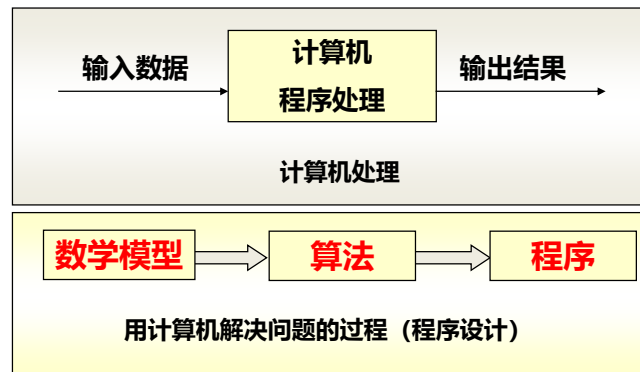 输入数据
计算机
程序处理
输出结果
计算机处理
数学模型
算法
程序
用计算机解决问题的过程（程序设计）